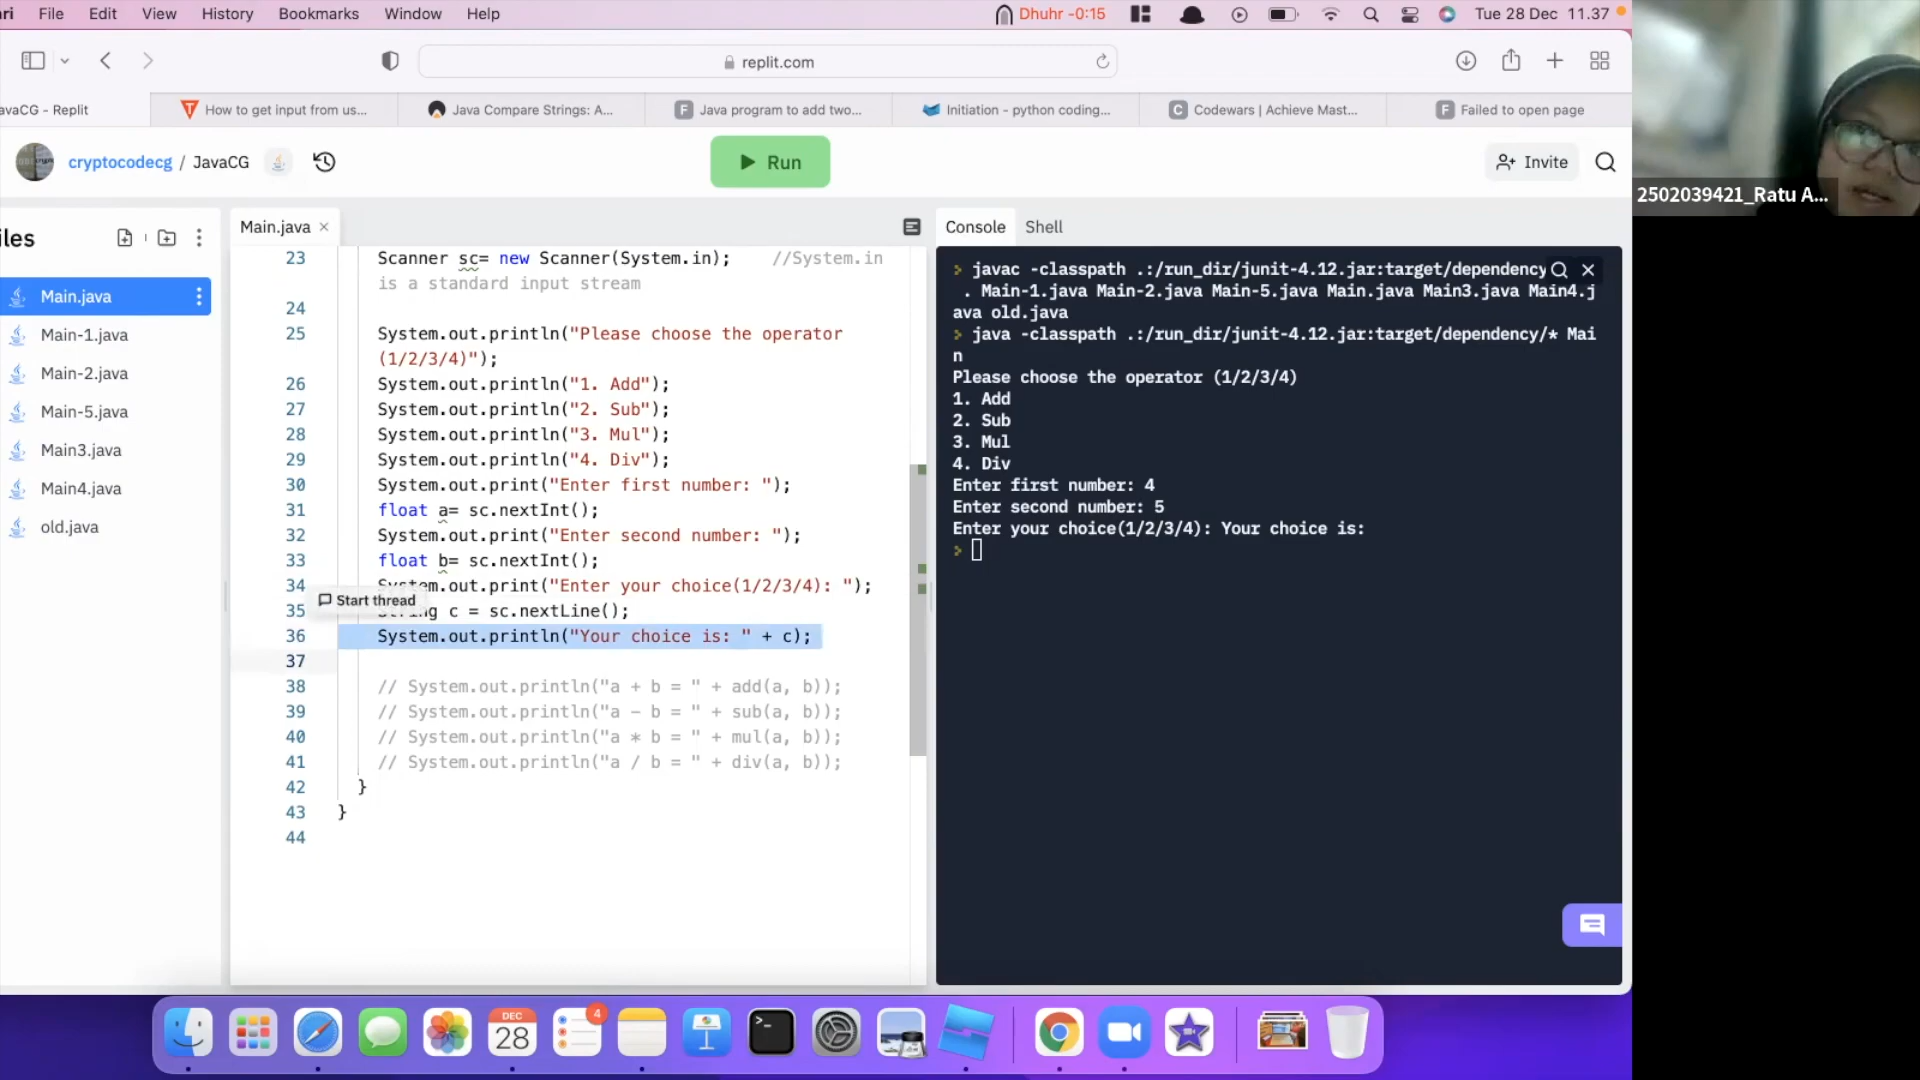 ri File Edit View History Bookmarks Window Help Dhuhr -0:15 Tue 28 Dec 11.37
replit.com
avaCG - Replit How to get input from us... Java Compare Strings: A... Java program to add two... Initiation - python coding... Codewars | Achieve Mast... Failed to open page
cryptocodecg / JavaCG Run Invite
2502039421_Ratu A...
iles
Main.java
Main-1.java
Main-2.java
Main-5.java
Main3.java
Main4.java
old.java
Main.java ×
23 Scanner sc= new Scanner(System.in); //System.in
is a standard input stream
24
25 System.out.println("Please choose the operator
(1/2/3/4)");
26 System.out.println("1. Add");
27 System.out.println("2. Sub");
28 System.out.println("3. Mul");
29 System.out.println("4. Div");
30 System.out.print("Enter first number: ");
31 float a= sc.nextInt();
32 System.out.print("Enter second number: ");
33 float b= sc.nextInt();
34 System.out.print("Enter your choice(1/2/3/4): ");
Start thread
35 String c = sc.nextLine();
36 System.out.println("Your choice is: " + c);
37
38 // System.out.println("a + b = " + add(a, b));
39 // System.out.println("a - b = " + sub(a, b));
40 // System.out.println("a * b = " + mul(a, b));
41 // System.out.println("a / b = " + div(a, b));
42 }
43 }
44
Console Shell
javac -classpath .:/run_dir/junit-4.12.jar:target/dependency
. Main-1.java Main-2.java Main-5.java Main.java Main3.java Main4.j
ava old.java
java -classpath .:/run_dir/junit-4.12.jar:target/dependency/* Mai
n
Please choose the operator (1/2/3/4)
1. Add
2. Sub
3. Mul
4. Div
Enter first number: 4
Enter second number: 5
Enter your choice(1/2/3/4): Your choice is:
DEC
28
4